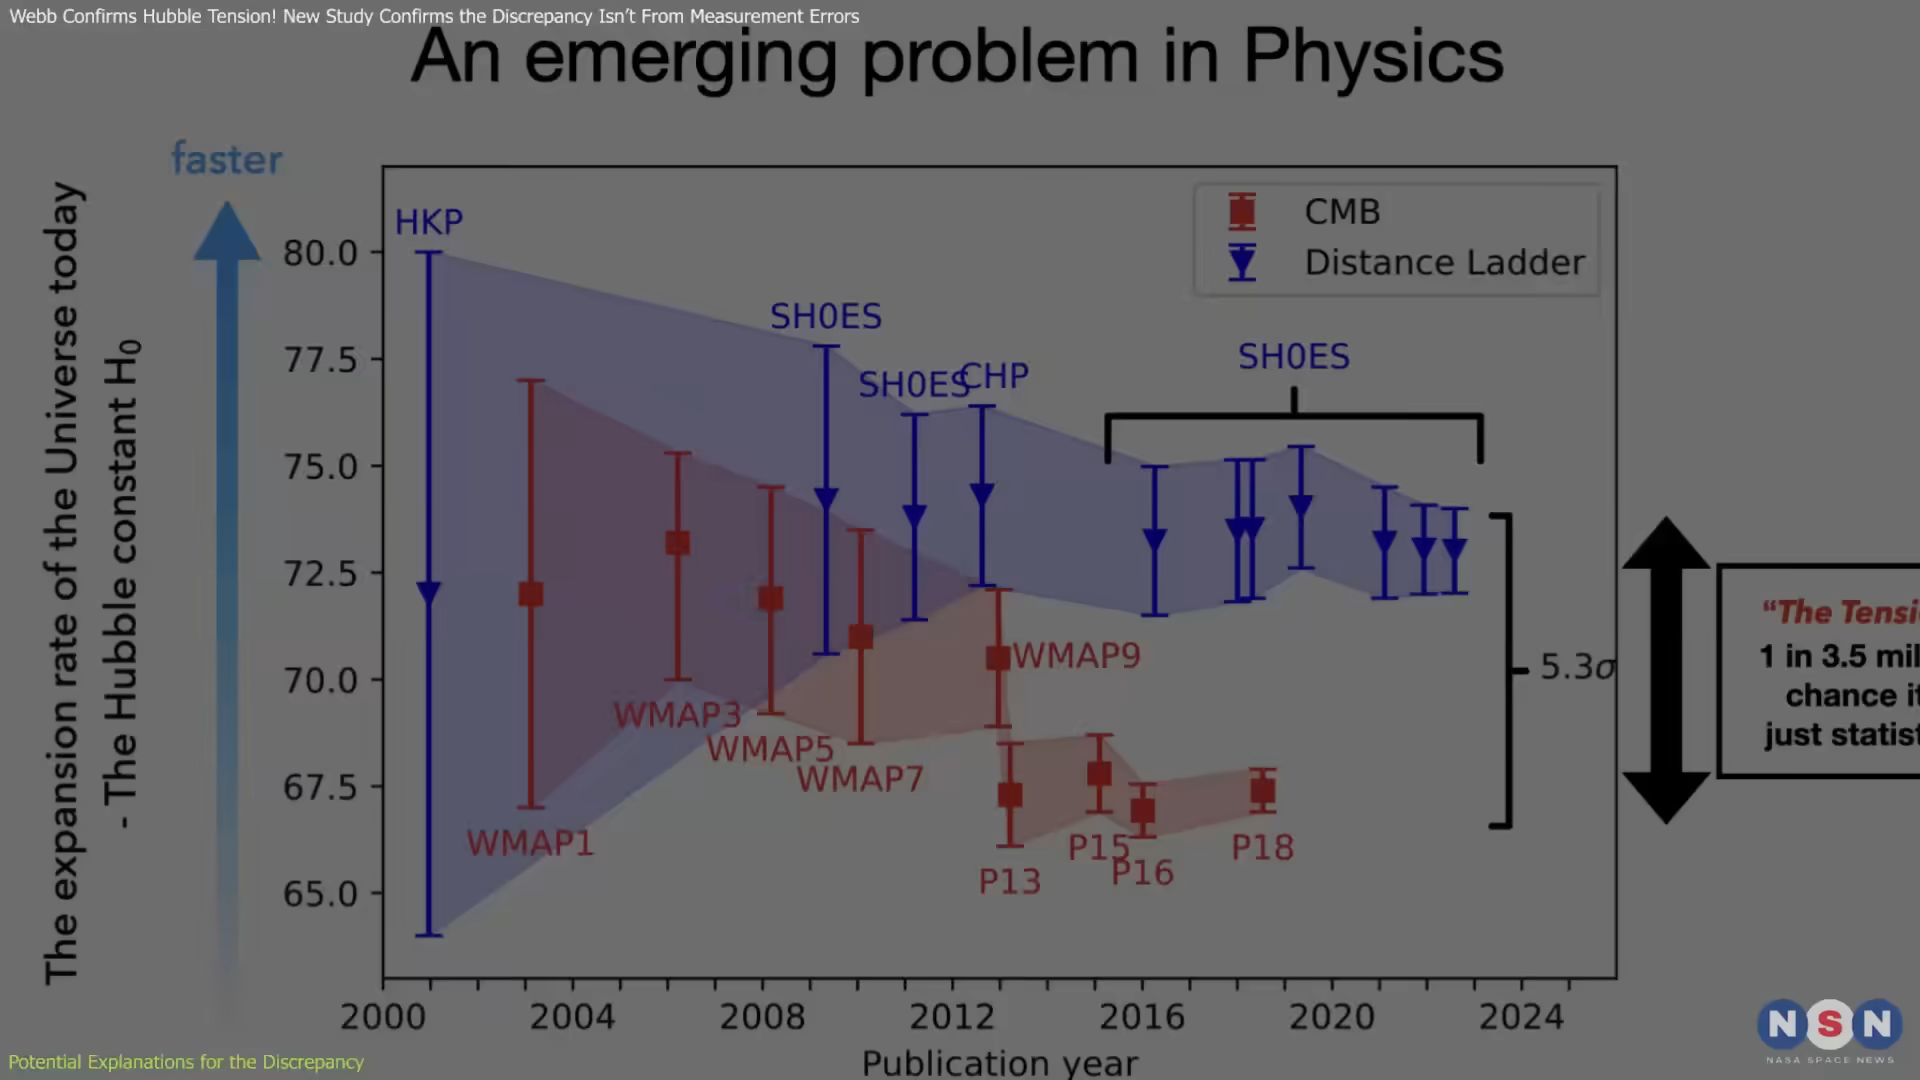 Webb Confirms Hubble Tension! New Study Confirms the Discrepancy Isn't From Measurement Errors
An emerging problem in Physics
faster
The expansion rate of the Universe today
- The Hubble constant H₀
80.0
77.5
75.0
72.5
70.0
67.5
65.0
HKP
SH0ES
SH0ES
CHP
SH0ES
CMB
Distance Ladder
WMAP1
WMAP3
WMAP5
WMAP7
WMAP9
P13
P15
P16
P18
5.3σ
"The Tensi
1 in 3.5 mil
chance i
just statist
2000
2004
2008
2012
2016
2020
2024
Publication year
Potential Explanations for the Discrepancy
NSN
NASA SPACE NEWS